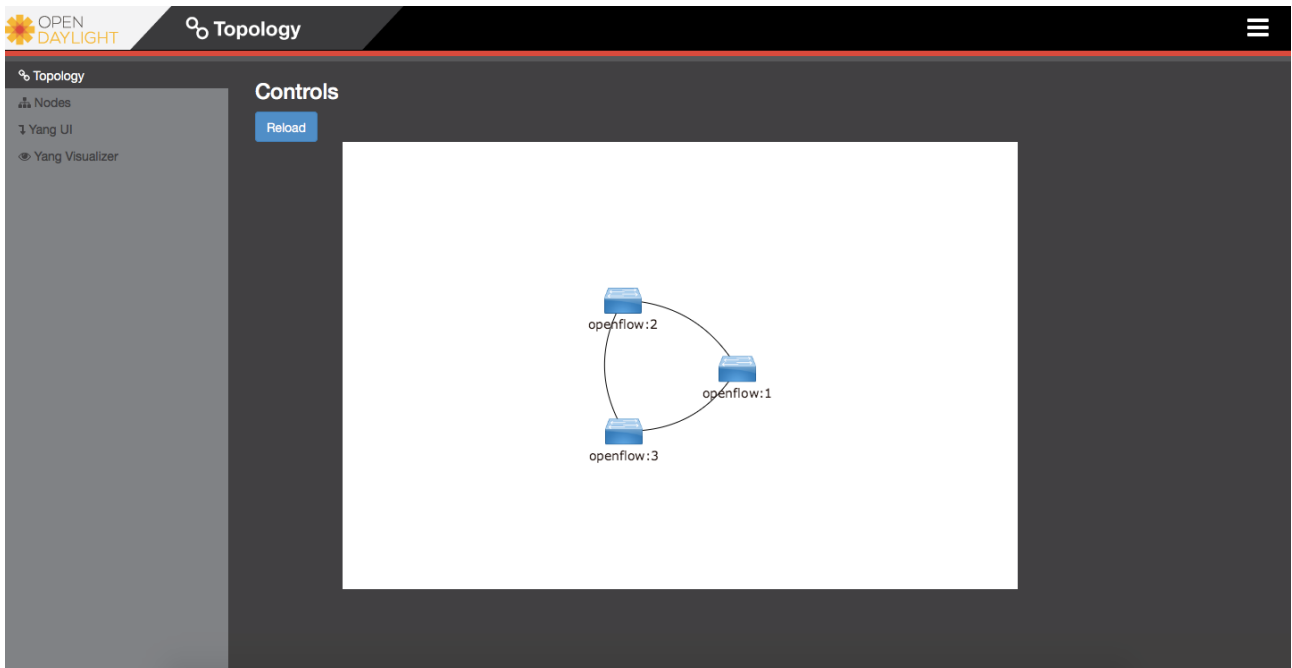 OPEN
DAYLIGHT
Topology
Topology
Nodes
Yang UI
Yang Visualizer
Controls
Reload
openflow:2
openflow:1
openflow:3